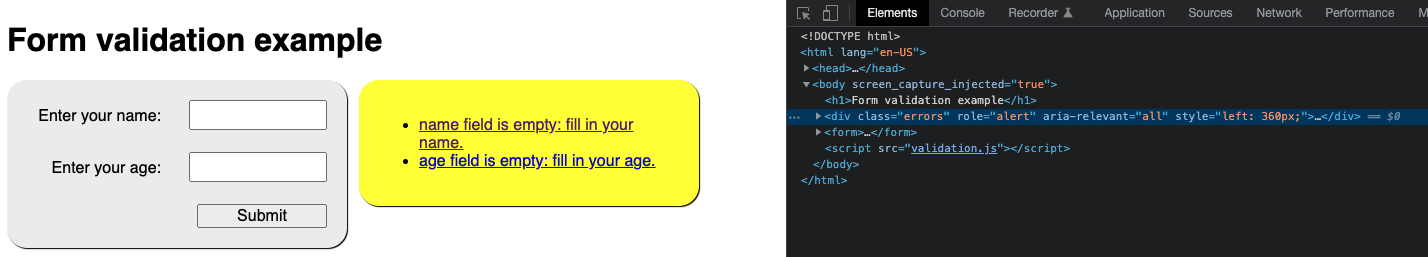 Form validation example
Enter your name:
Enter your age:
Submit
• name field is empty: fill in your
name.
• age field is empty: fill in your age.
Elements Console Recorder Application Sources Network Performance M
<!DOCTYPE html>
<html lang="en-US">
<head>…</head>
<body screen_capture_injected="true">
<h1>Form validation example</h1>
… <div class="errors" role="alert" aria-relevant="all" style="left: 360px;">…</div> == $0
<form>…</form>
<script src="validation.js"></script>
</body>
</html>